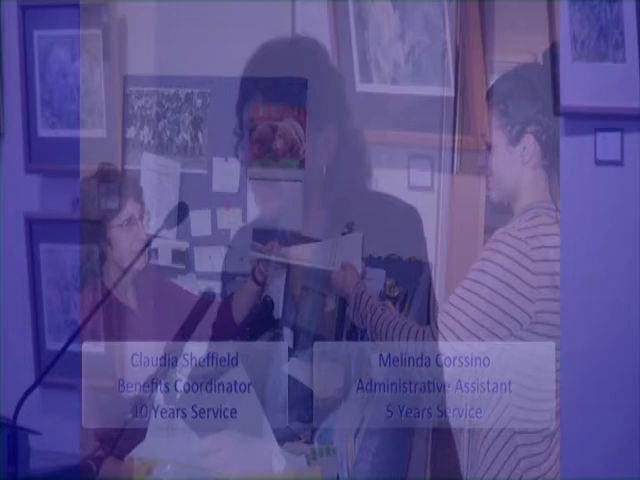 Claudia Sheffield
Benefits Coordinator
10 Years Service
Melinda Corssino
Administrative Assistant
5 Years Service